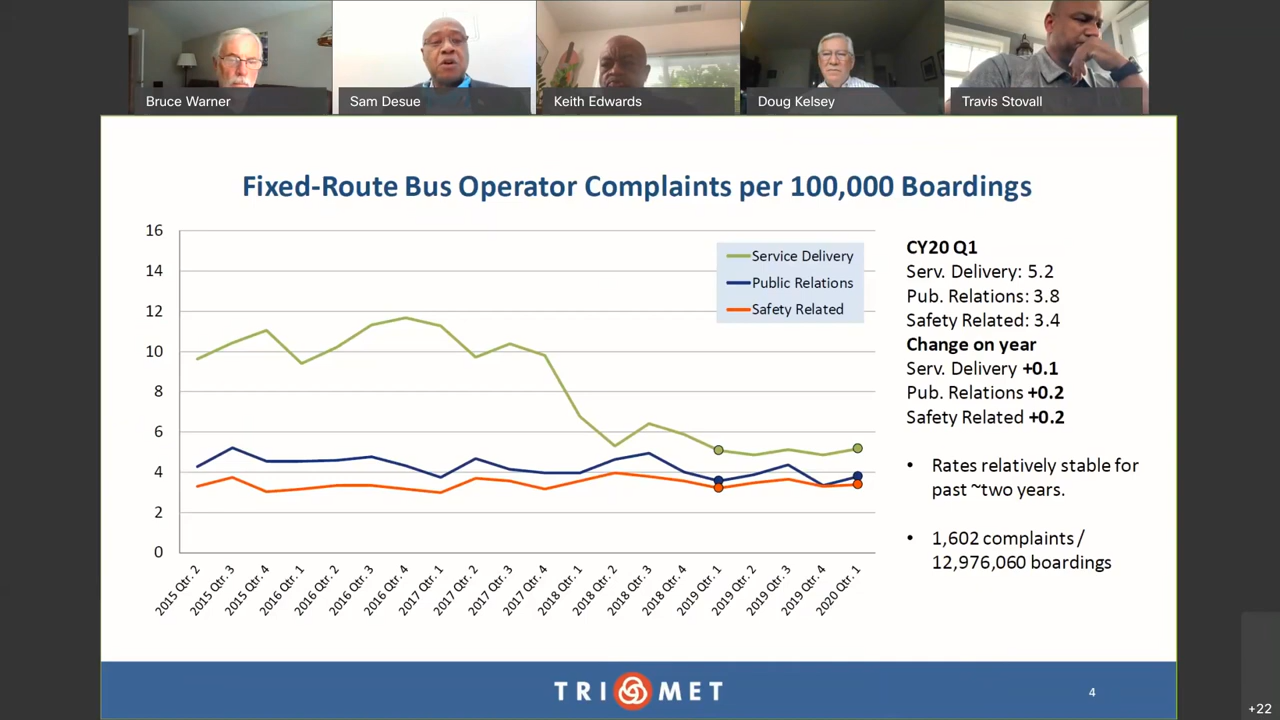 Bruce Warner
Sam Desue
Keith Edwards
Doug Kelsey
Travis Stovall
Fixed-Route Bus Operator Complaints per 100,000 Boardings
16
14
12
10
8
6
4
2
0
Service Delivery
Public Relations
Safety Related
2015 Qtr. 2
2015 Qtr. 3
2015 Qtr. 4
2016 Qtr. 1
2016 Qtr. 2
2016 Qtr. 3
2016 Qtr. 4
2017 Qtr. 1
2017 Qtr. 2
2017 Qtr. 3
2017 Qtr. 4
2018 Qtr. 1
2018 Qtr. 2
2018 Qtr. 3
2018 Qtr. 4
2019 Qtr. 1
2019 Qtr. 2
2019 Qtr. 3
2019 Qtr. 4
2020 Qtr. 1
CY20 Q1
Serv. Delivery: 5.2
Pub. Relations: 3.8
Safety Related: 3.4
Change on year
Serv. Delivery +0.1
Pub. Relations +0.2
Safety Related +0.2
• Rates relatively stable for
past ~two years.
• 1,602 complaints /
12,976,060 boardings
TRI MET
4
+22